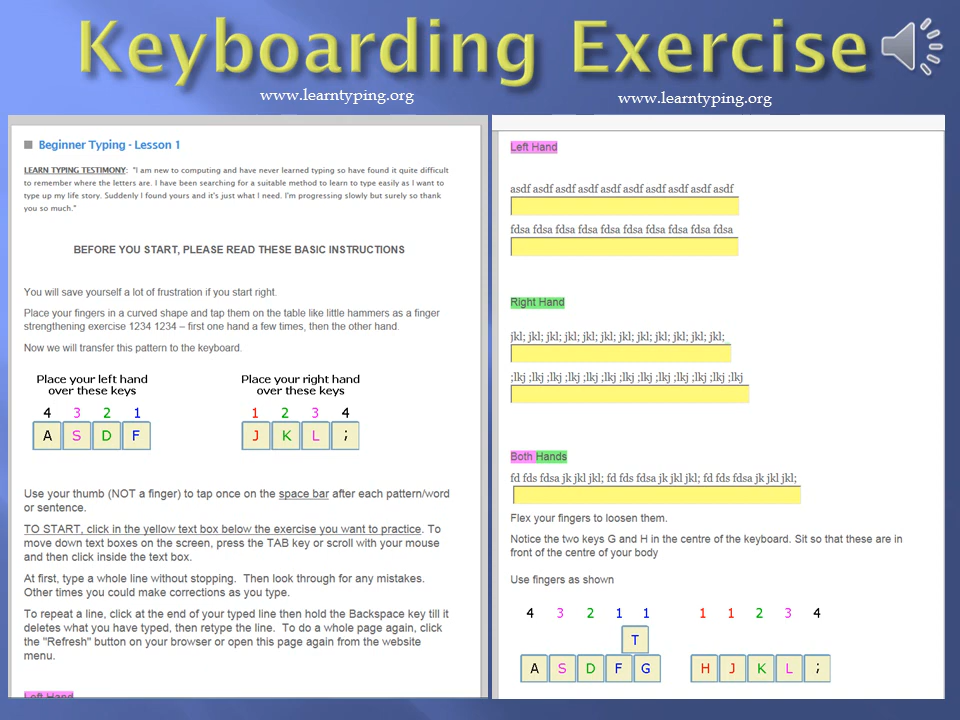 Keyboarding Exercise
www.learntyping.org
www.learntyping.org
Beginner Typing - Lesson 1
LEARN TYPING TESTIMONY: "I am new to computing and have never learned typing so have found it quite difficult
to remember where the letters are. I have been searching for a suitable method to learn to type easily as I want to
type up my life story. Suddenly I found yours and it's just what I need. I'm progressing slowly but surely so thank
you so much."
BEFORE YOU START, PLEASE READ THESE BASIC INSTRUCTIONS
You will save yourself a lot of frustration if you start right.
Place your fingers in a curved shape and tap them on the table like little hammers as a finger
strengthening exercise 1234 1234 – first one hand a few times, then the other hand.
Now we will transfer this pattern to the keyboard.
Place your left hand
over these keys
4 3 2 1
A S D F
Place your right hand
over these keys
1 2 3 4
J K L ;
Use your thumb (NOT a finger) to tap once on the space bar after each pattern/word
or sentence.
TO START, click in the yellow text box below the exercise you want to practice. To
move down text boxes on the screen, press the TAB key or scroll with your mouse
and then click inside the text box.
At first, type a whole line without stopping. Then look through for any mistakes.
Other times you could make corrections as you type.
To repeat a line, click at the end of your typed line then hold the Backspace key till it
deletes what you have typed, then retype the line. To do a whole page again, click
the "Refresh" button on your browser or open this page again from the website
menu.
Left Hand
Left Hand
asdf asdf asdf asdf asdf asdf asdf asdf asdf asdf
fdsa fdsa fdsa fdsa fdsa fdsa fdsa fdsa fdsa fdsa
Right Hand
jkl; jkl; jkl; jkl; jkl; jkl; jkl; jkl; jkl; jkl; jkl; jkl;
;lkj ;lkj ;lkj ;lkj ;lkj ;lkj ;lkj ;lkj ;lkj ;lkj ;lkj ;lkj ;lkj
Both Hands
fd fds fdsa jk jkl jkl; fd fds fdsa jk jkl jkl; fd fds fdsa jk jkl jkl;
Flex your fingers to loosen them.
Notice the two keys G and H in the centre of the keyboard. Sit so that these are in
front of the centre of your body
Use fingers as shown
4 3 2 1 1 1 1 2 3 4
T
A S D F G H J K L ;